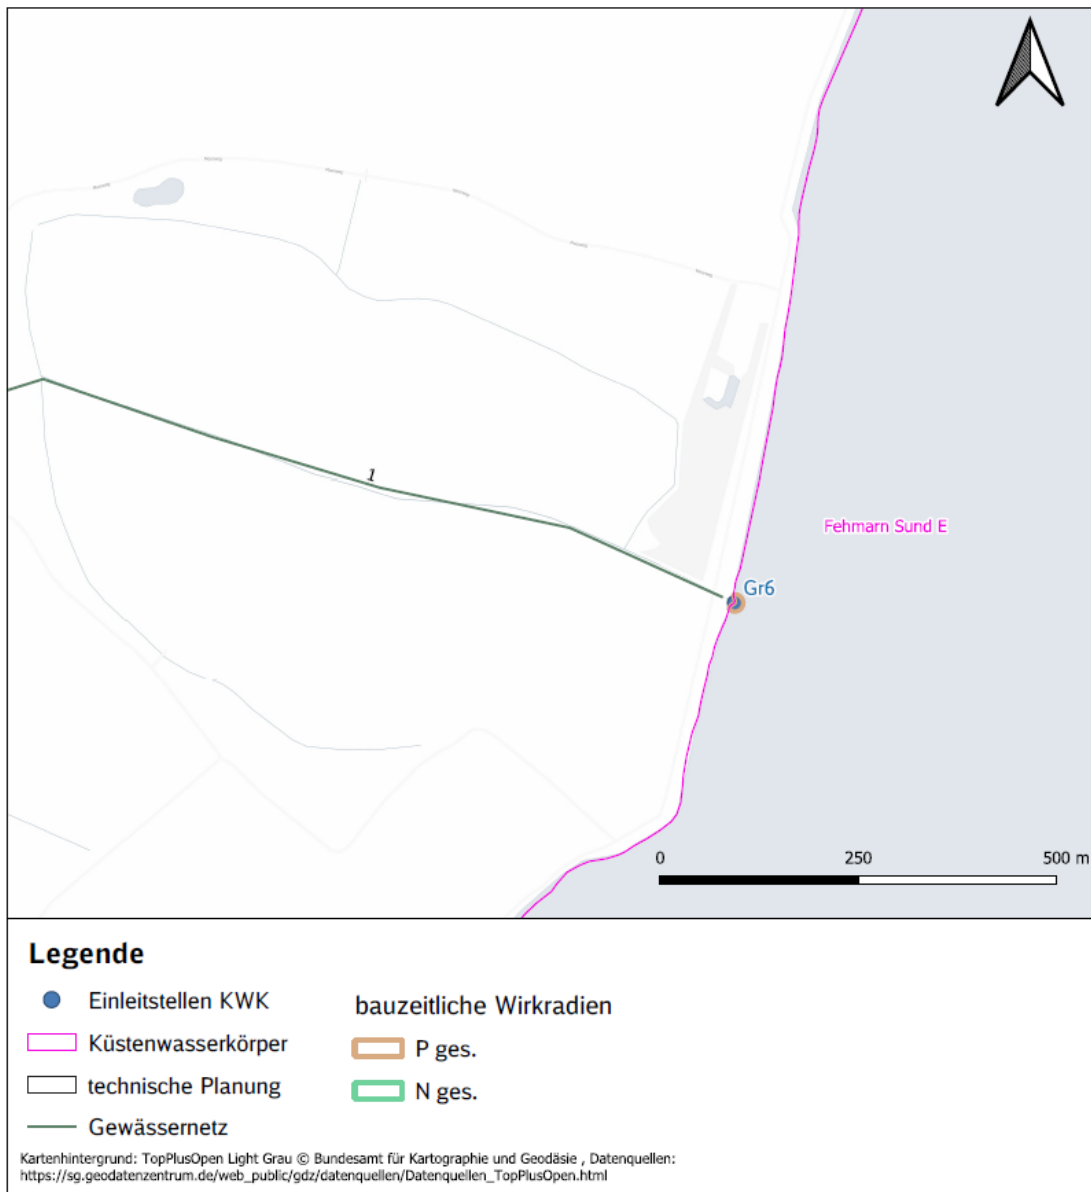 1
Fehmarn Sund E
Gr6
0 250 500 m
Legende
Einleitstellen KWK
Küstenwasserkörper
technische Planung
Gewässernetz
bauzeitliche Wirkradien
P ges.
N ges.
Kartenhintergrund: TopPlusOpen Light Grau © Bundesamt für Kartographie und Geodäsie , Datenquellen:
https://sg.geodatenzentrum.de/web_public/gdz/datenquellen/Datenquellen_TopPlusOpen.html